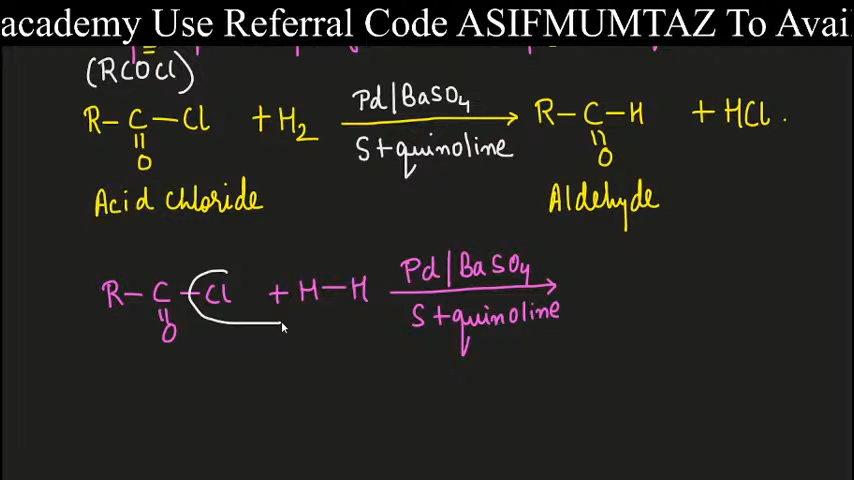 academy Use Referral Code ASIFMUMTAZ To Avai
(RCOCl)
R–C–Cl + H2 Pd/BaSO4 R–C–H + HCl.
O S+quinoline O
Acid chloride Aldehyde
R–C–Cl + H–H Pd/BaSO4
O S+quinoline